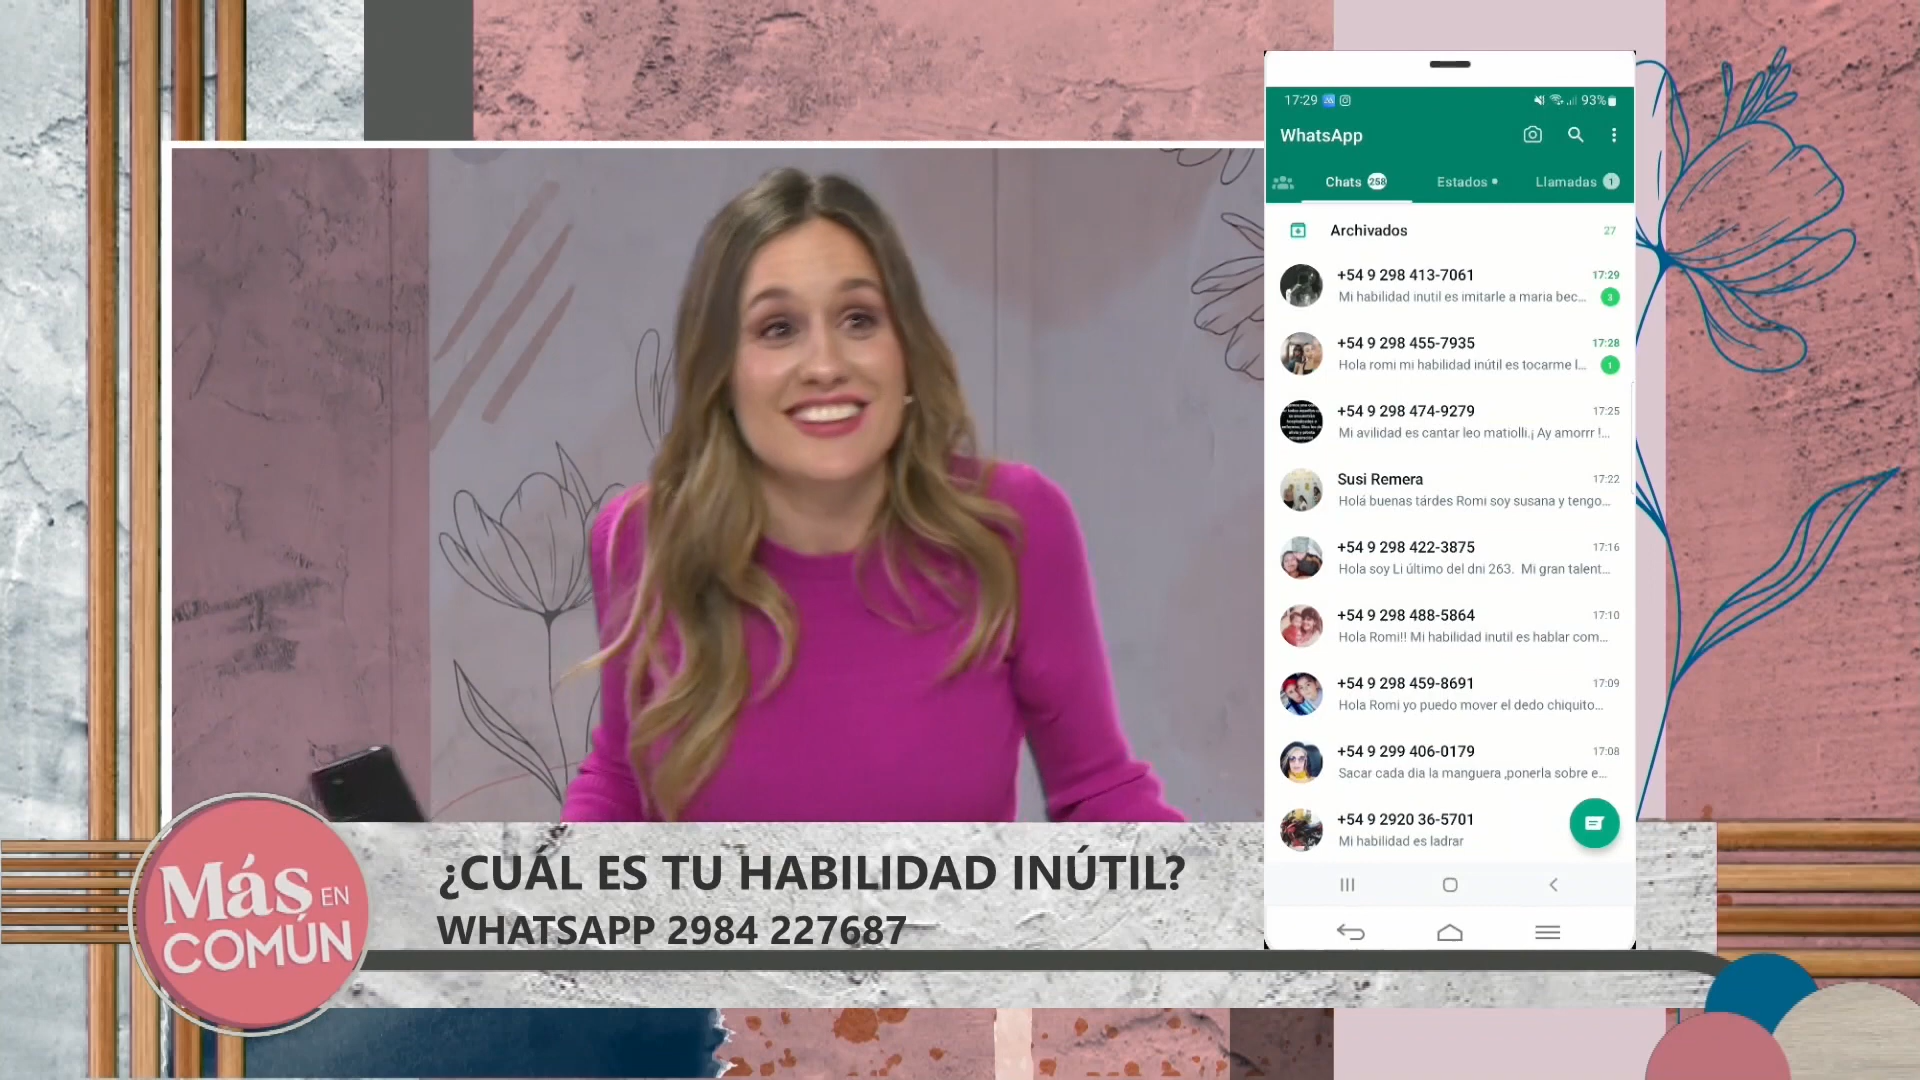 17:29
93%
WhatsApp
Chats 258
Estados
Llamadas 1
Archivados
27
+54 9 298 413-7061
17:29
Mi habilidad inutil es imitarle a maria bec...
3
+54 9 298 455-7935
17:28
Hola romi mi habilidad inútil es tocarme l...
1
+54 9 298 474-9279
17:25
Mi avilidad es cantar leo matiolli.¡ Ay amorrr !...
Susi Remera
17:22
Holá buenas tárdes Romi soy susana y tengo...
+54 9 298 422-3875
17:16
Hola soy Li último del dni 263. Mi gran talent...
+54 9 298 488-5864
17:10
Hola Romi!! Mi habilidad inutil es hablar com...
+54 9 298 459-8691
17:09
Hola Romi yo puedo mover el dedo chiquito...
+54 9 299 406-0179
17:08
Sacar cada dia la manguera ,ponerla sobre e...
+54 9 2920 36-5701
Mi habilidad es ladrar
Más EN
COMÚN
¿CUÁL ES TU HABILIDAD INÚTIL?
WHATSAPP 2984 227687